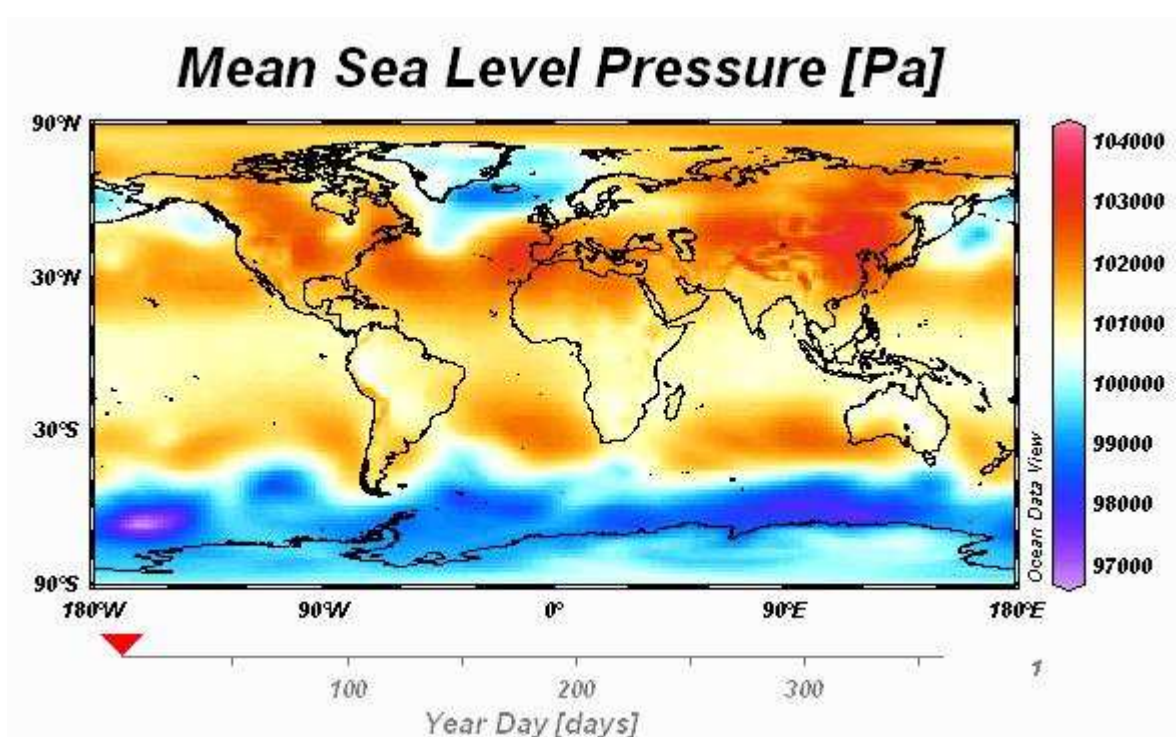 Mean Sea Level Pressure [Pa]
90°N
30°N
30°S
90°S
180°W
90°W
0°
90°E
180°E
104000
103000
102000
101000
100000
99000
98000
97000
Ocean Data View
100
200
300
1
Year Day [days]